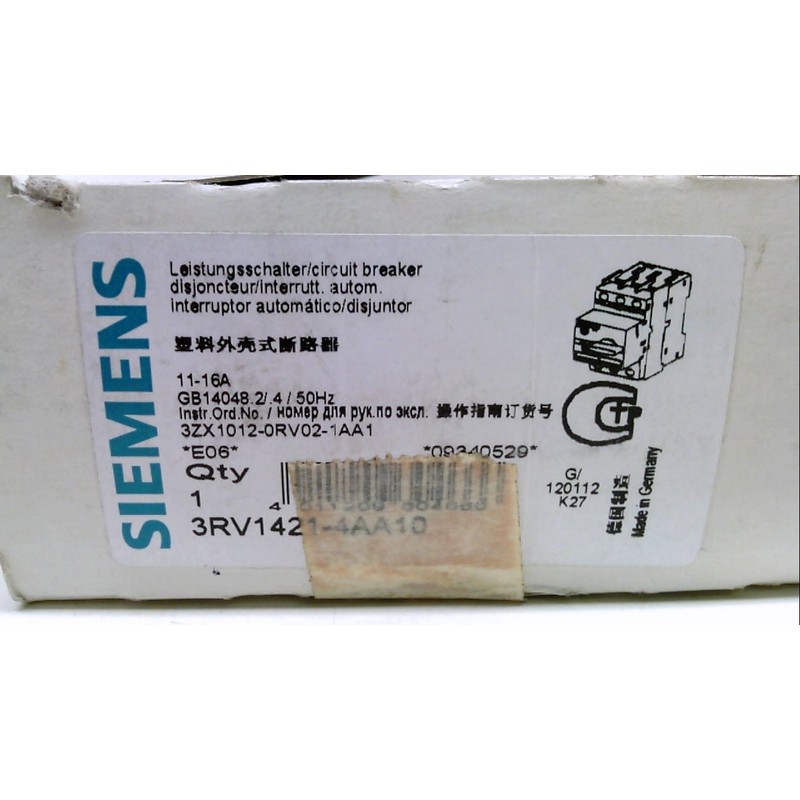 SIEMENS
Leistungsschalter/circuit breaker
disjoncteur/interrutt. autom.
interruptor automático/disjuntor
塑料外壳式断路器
11-16A
GB14048.2/.4 / 50Hz
Instr.Ord.No. / номер для рук.по эксл. 操作指南订货号
3ZX1012-0RV02-1AA1
*E06* *09340529*
Qty
1
3RV1421-4AA10
G/
120112
K27
德国制造
Made in Germany